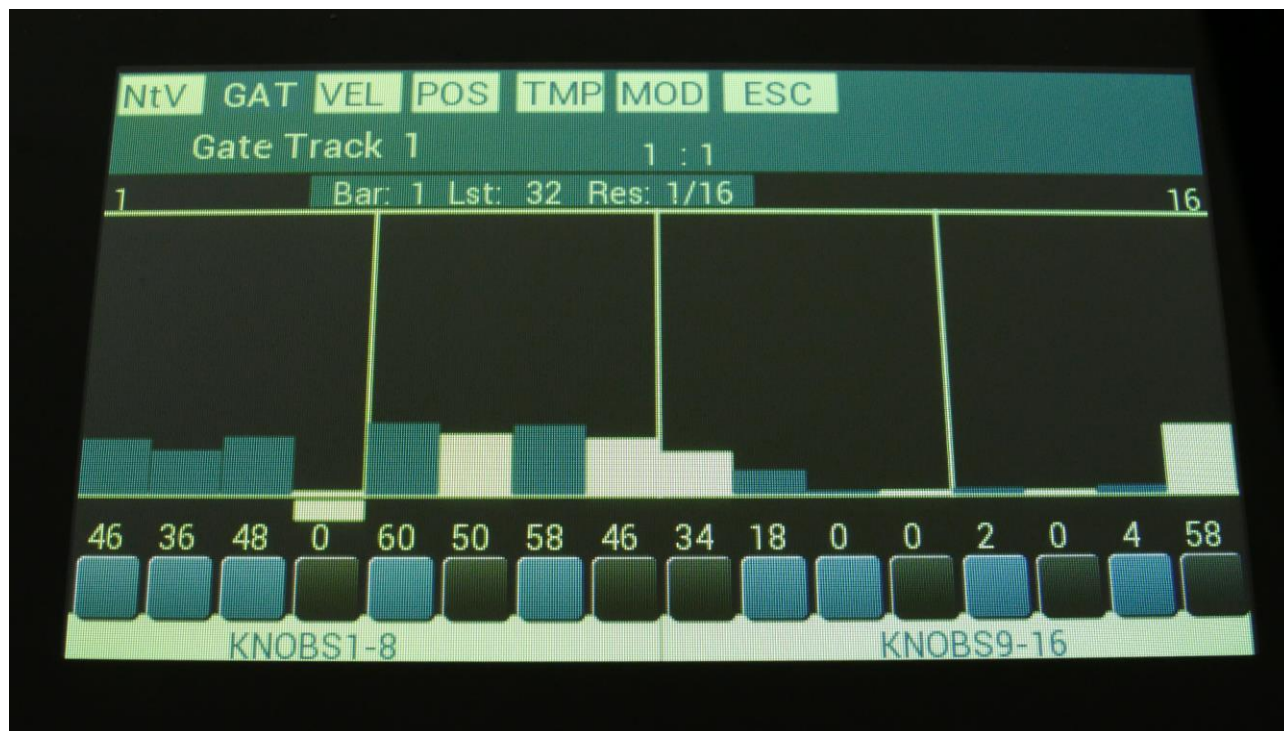 NtV GAT VEL POS TMP MOD ESC
Gate Track 1 1 : 1
1 Bar: 1 Lst: 32 Res: 1/16 16
46 36 48 0 60 50 58 46 34 18 0 0 2 0 4 58
KNOBS1-8 KNOBS9-16